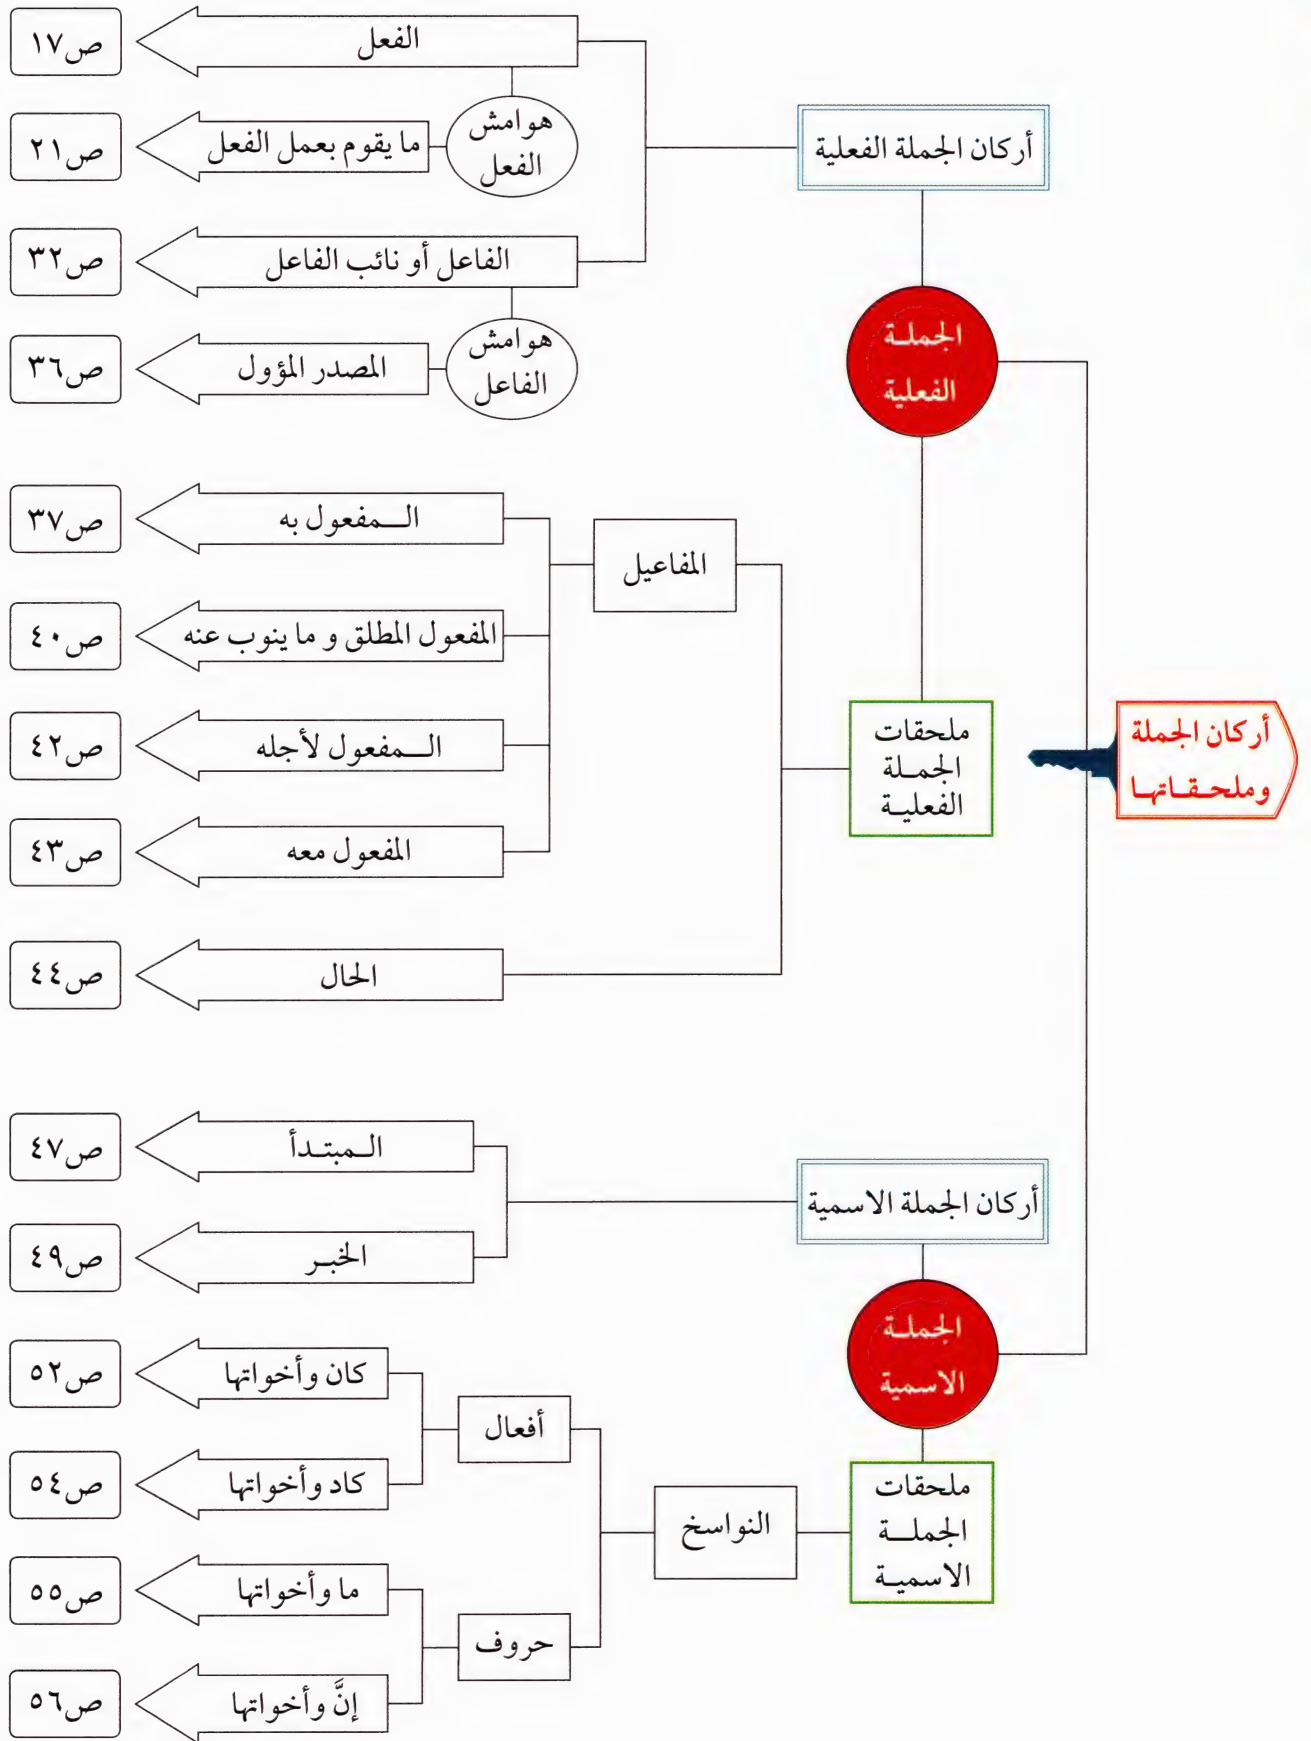 أركان الجملة
وملحقاتها
الجملة
الفعلية
أركان الجملة الفعلية
الفعل
ص١٧
هوامش
الفعل
ما يقوم بعمل الفعل
ص٢١
الفاعل أو نائب الفاعل
ص٣٢
هوامش
الفاعل
المصدر المؤول
ص٣٦
ملحقات
الجملة
الفعلية
المفاعيل
المفعول به
ص٣٧
المفعول المطلق و ما ينوب عنه
ص٤٠
المفعول لأجله
ص٤٢
المفعول معه
ص٤٣
الحال
ص٤٤
الجملة
الاسمية
أركان الجملة الاسمية
المبتدأ
ص٤٧
الخبر
ص٤٩
ملحقات
الجملة
الاسمية
النواسخ
أفعال
كان وأخواتها
ص٥٢
كاد وأخواتها
ص٥٤
حروف
ما وأخواتها
ص٥٥
إنَّ وأخواتها
ص٥٦